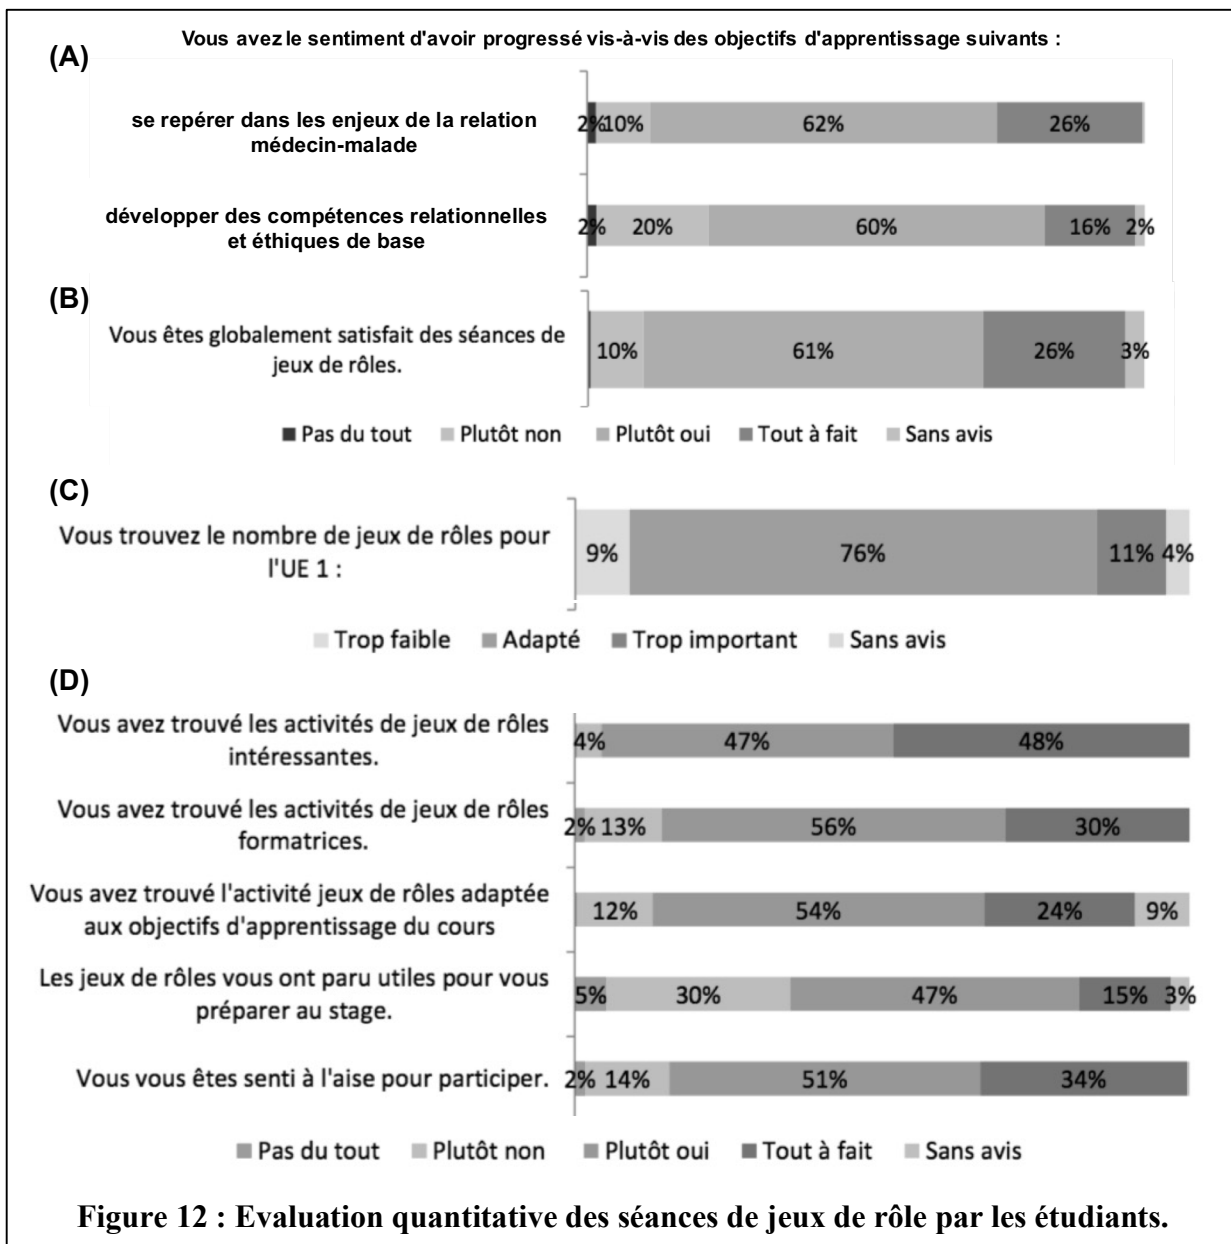 Vous avez le sentiment d'avoir progressé vis-à-vis des objectifs d'apprentissage suivants :
(A)
se repérer dans les enjeux de la relation
médecin-malade
2% 10% 62% 26%
développer des compétences relationnelles
et éthiques de base
2% 20% 60% 16% 2%
(B)
Vous êtes globalement satisfait des séances de
jeux de rôles.
10% 61% 26% 3%
Pas du tout Plutôt non Plutôt oui Tout à fait Sans avis
(C)
Vous trouvez le nombre de jeux de rôles pour
l'UE 1 :
9% 76% 11% 4%
Trop faible Adapté Trop important Sans avis
(D)
Vous avez trouvé les activités de jeux de rôles
intéressantes.
4% 47% 48%
Vous avez trouvé les activités de jeux de rôles
formatrices.
2% 13% 56% 30%
Vous avez trouvé l'activité jeux de rôles adaptée
aux objectifs d'apprentissage du cours
12% 54% 24% 9%
Les jeux de rôles vous ont paru utiles pour vous
préparer au stage.
5% 30% 47% 15% 3%
Vous vous êtes senti à l'aise pour participer.
2% 14% 51% 34%
Pas du tout Plutôt non Plutôt oui Tout à fait Sans avis
Figure 12 : Evaluation quantitative des séances de jeux de rôle par les étudiants.